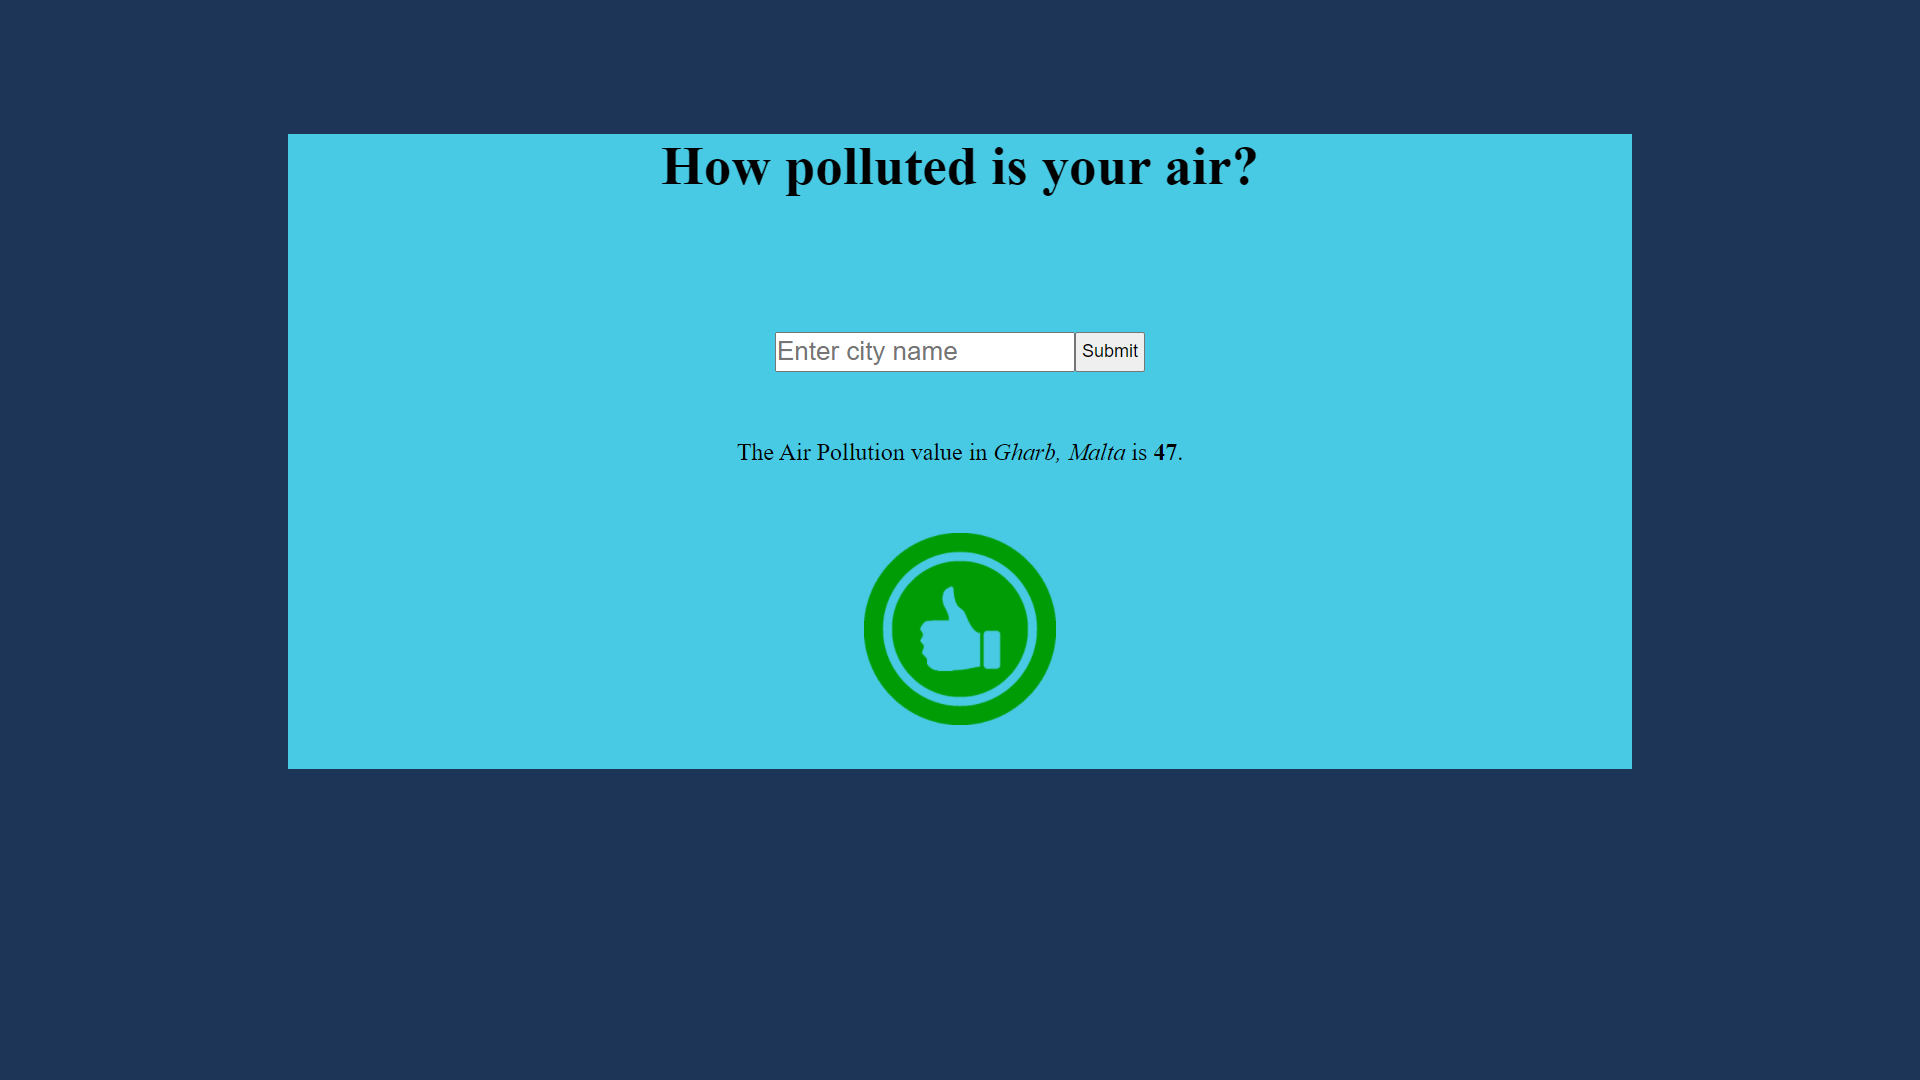 How polluted is your air?
Enter city name
Submit
The Air Pollution value in Gharb, Malta is 47.